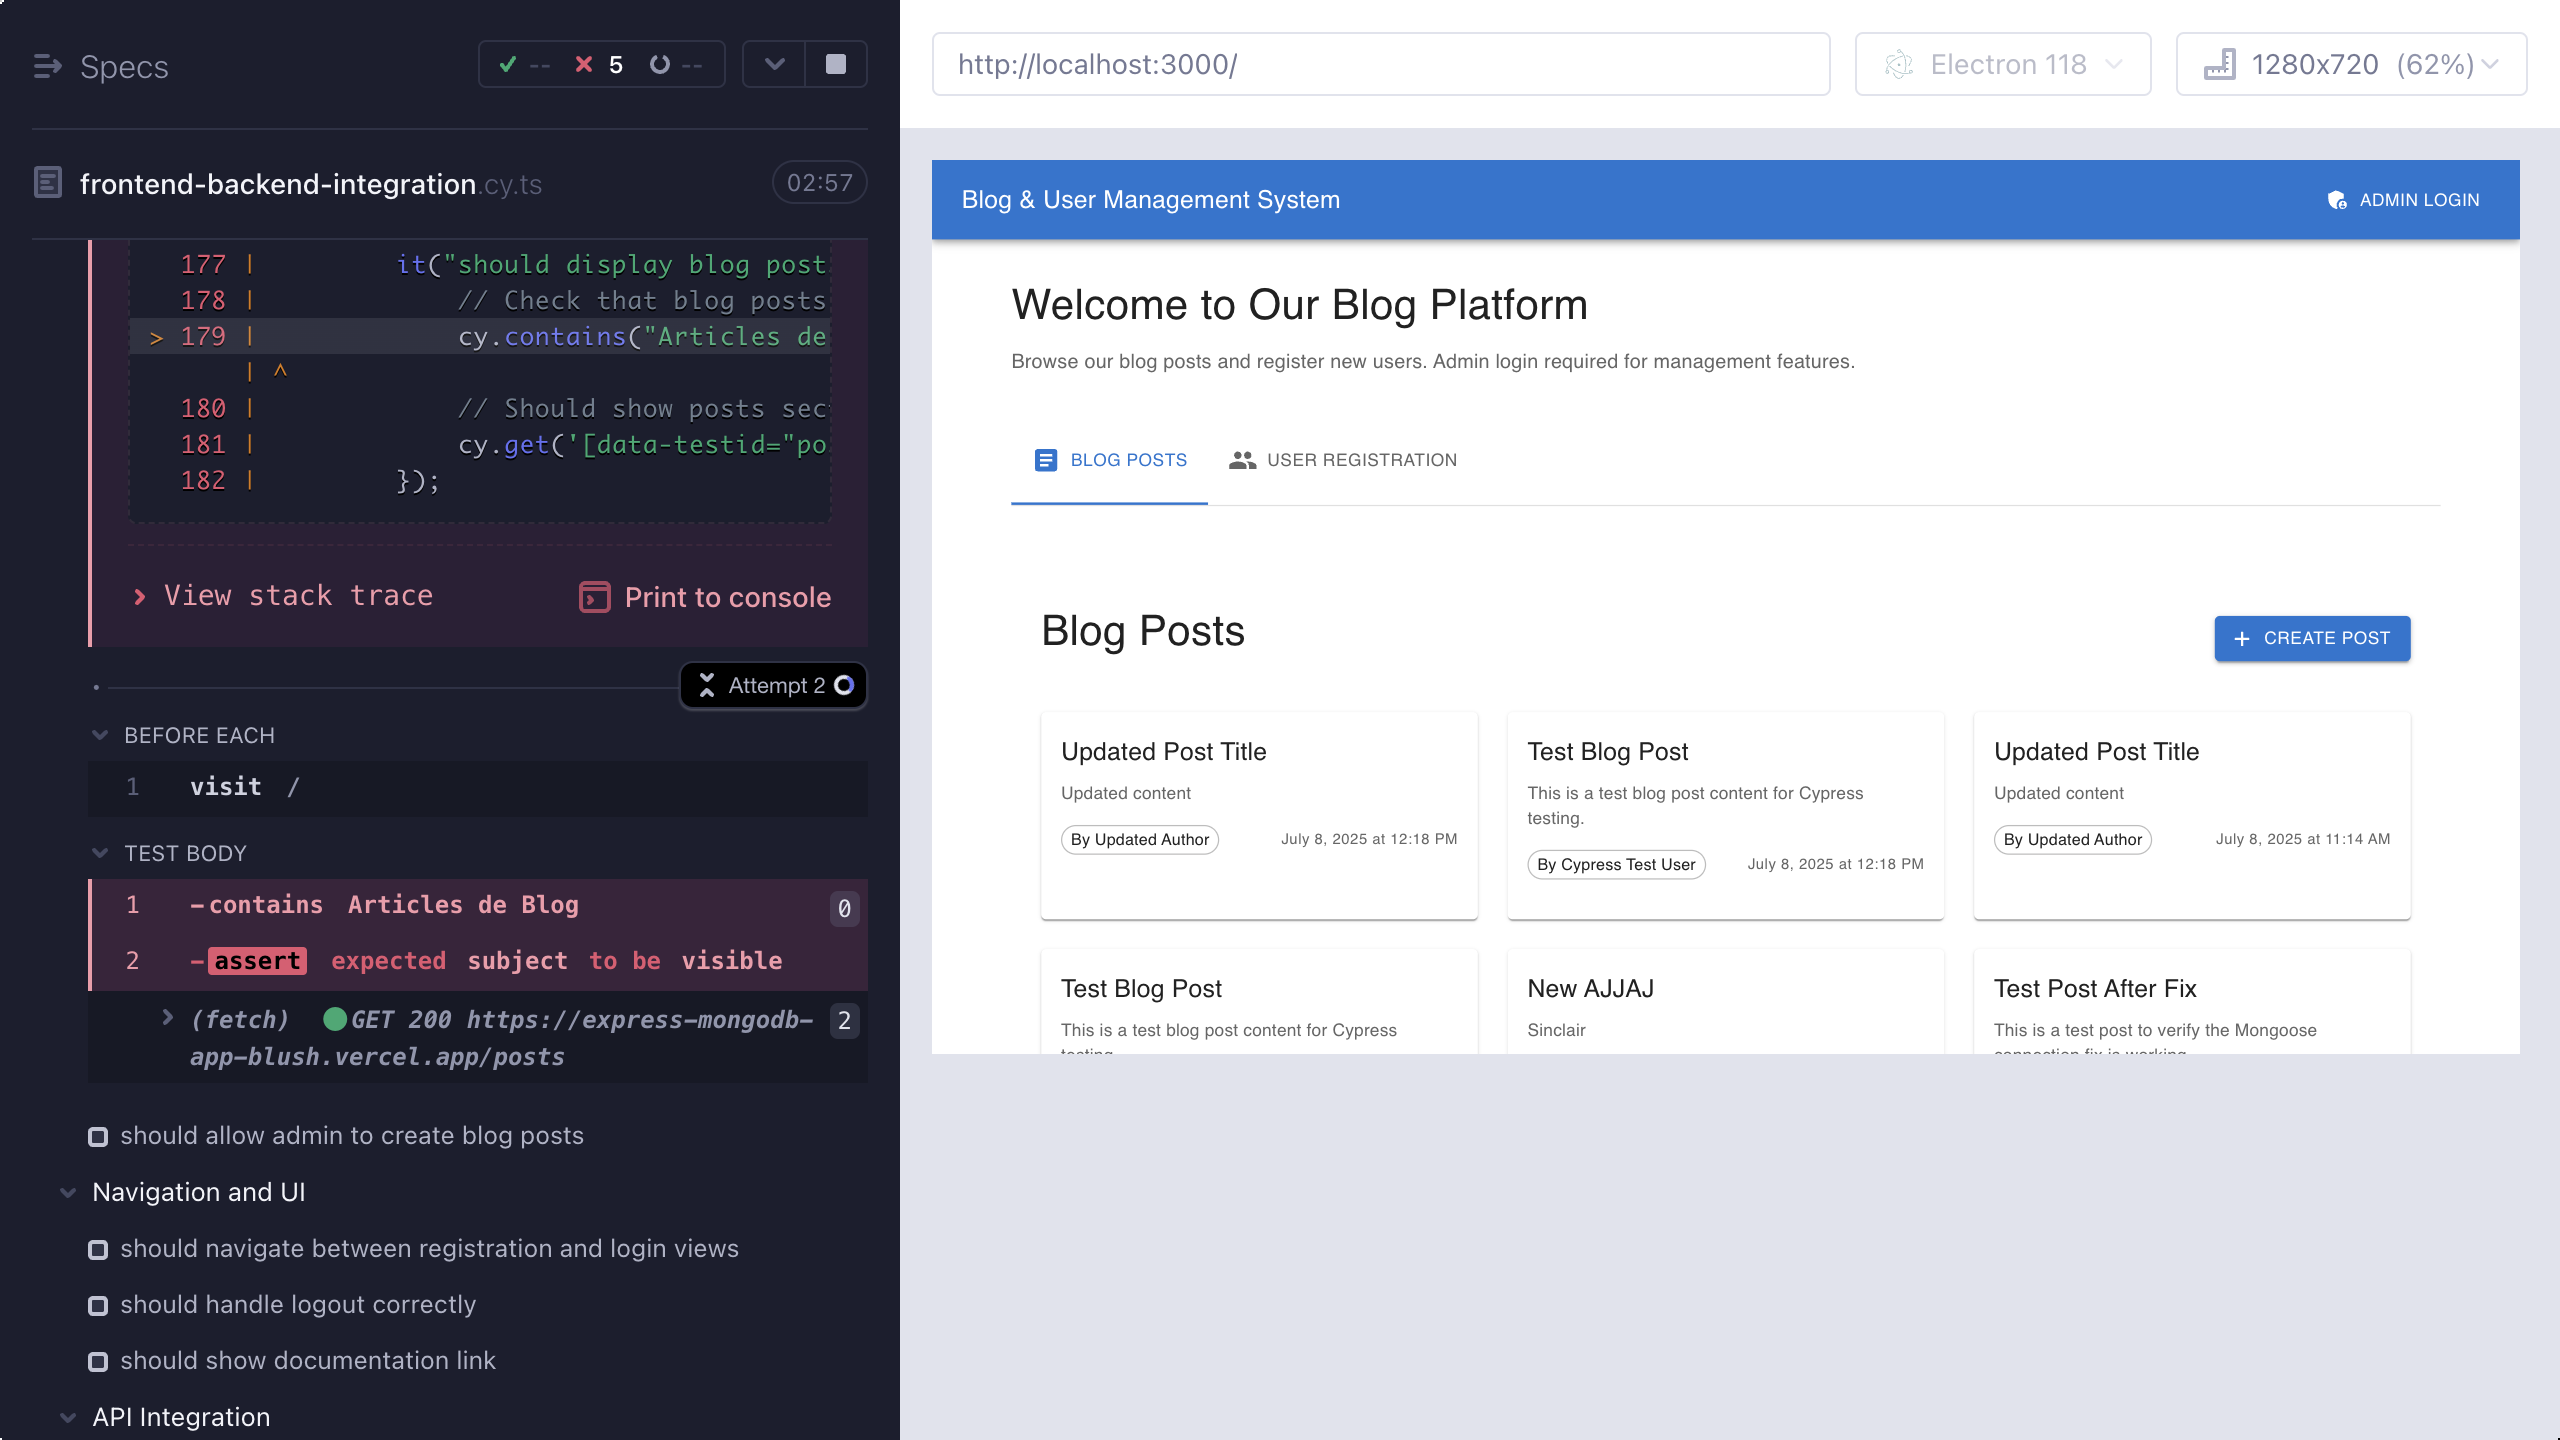 Specs
-- 5 --
frontend-backend-integration.cy.ts 02:57
177 | it("should display blog post
178 | // Check that blog posts
> 179 | cy.contains("Articles de
| ^
180 | // Should show posts sec
181 | cy.get('[data-testid="po
182 | });
View stack trace
Print to console
Attempt 2
BEFORE EACH
1 visit /
TEST BODY
1 -contains Articles de Blog 0
2 -assert expected subject to be visible
(fetch) GET 200 https://express-mongodb- 2
app-blush.vercel.app/posts
should allow admin to create blog posts
Navigation and UI
should navigate between registration and login views
should handle logout correctly
should show documentation link
API Integration
http://localhost:3000/
Electron 118
1280x720 (62%)
Blog & User Management System
ADMIN LOGIN
Welcome to Our Blog Platform
Browse our blog posts and register new users. Admin login required for management features.
BLOG POSTS
USER REGISTRATION
Blog Posts
+ CREATE POST
Updated Post Title
Updated content
By Updated Author
July 8, 2025 at 12:18 PM
Test Blog Post
This is a test blog post content for Cypress
testing.
By Cypress Test User
July 8, 2025 at 12:18 PM
Updated Post Title
Updated content
By Updated Author
July 8, 2025 at 11:14 AM
Test Blog Post
This is a test blog post content for Cypress
testing.
New AJJAJ
Sinclair
Test Post After Fix
This is a test post to verify the Mongoose
connection fix is working